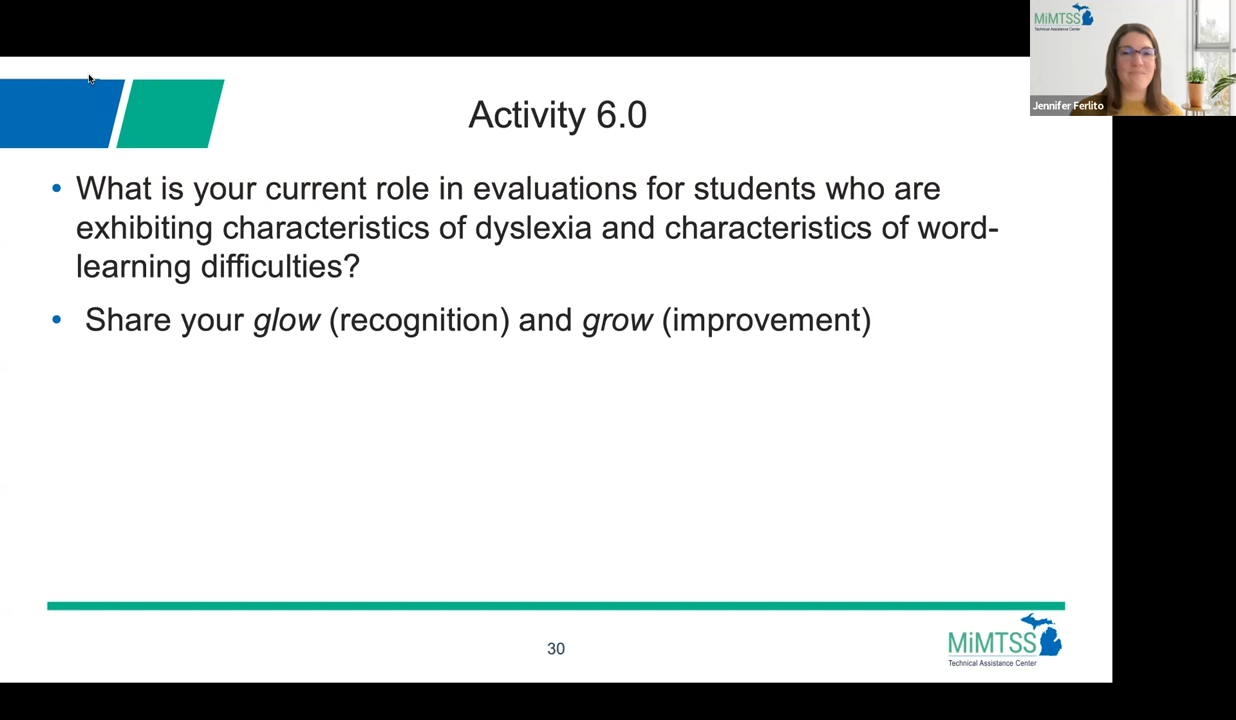 MiMTSS
Technical Assistance Center
Jennifer Ferlito
Activity 6.0
• What is your current role in evaluations for students who are
exhibiting characteristics of dyslexia and characteristics of word-
learning difficulties?
• Share your glow (recognition) and grow (improvement)
30
MiMTSS
Technical Assistance Center